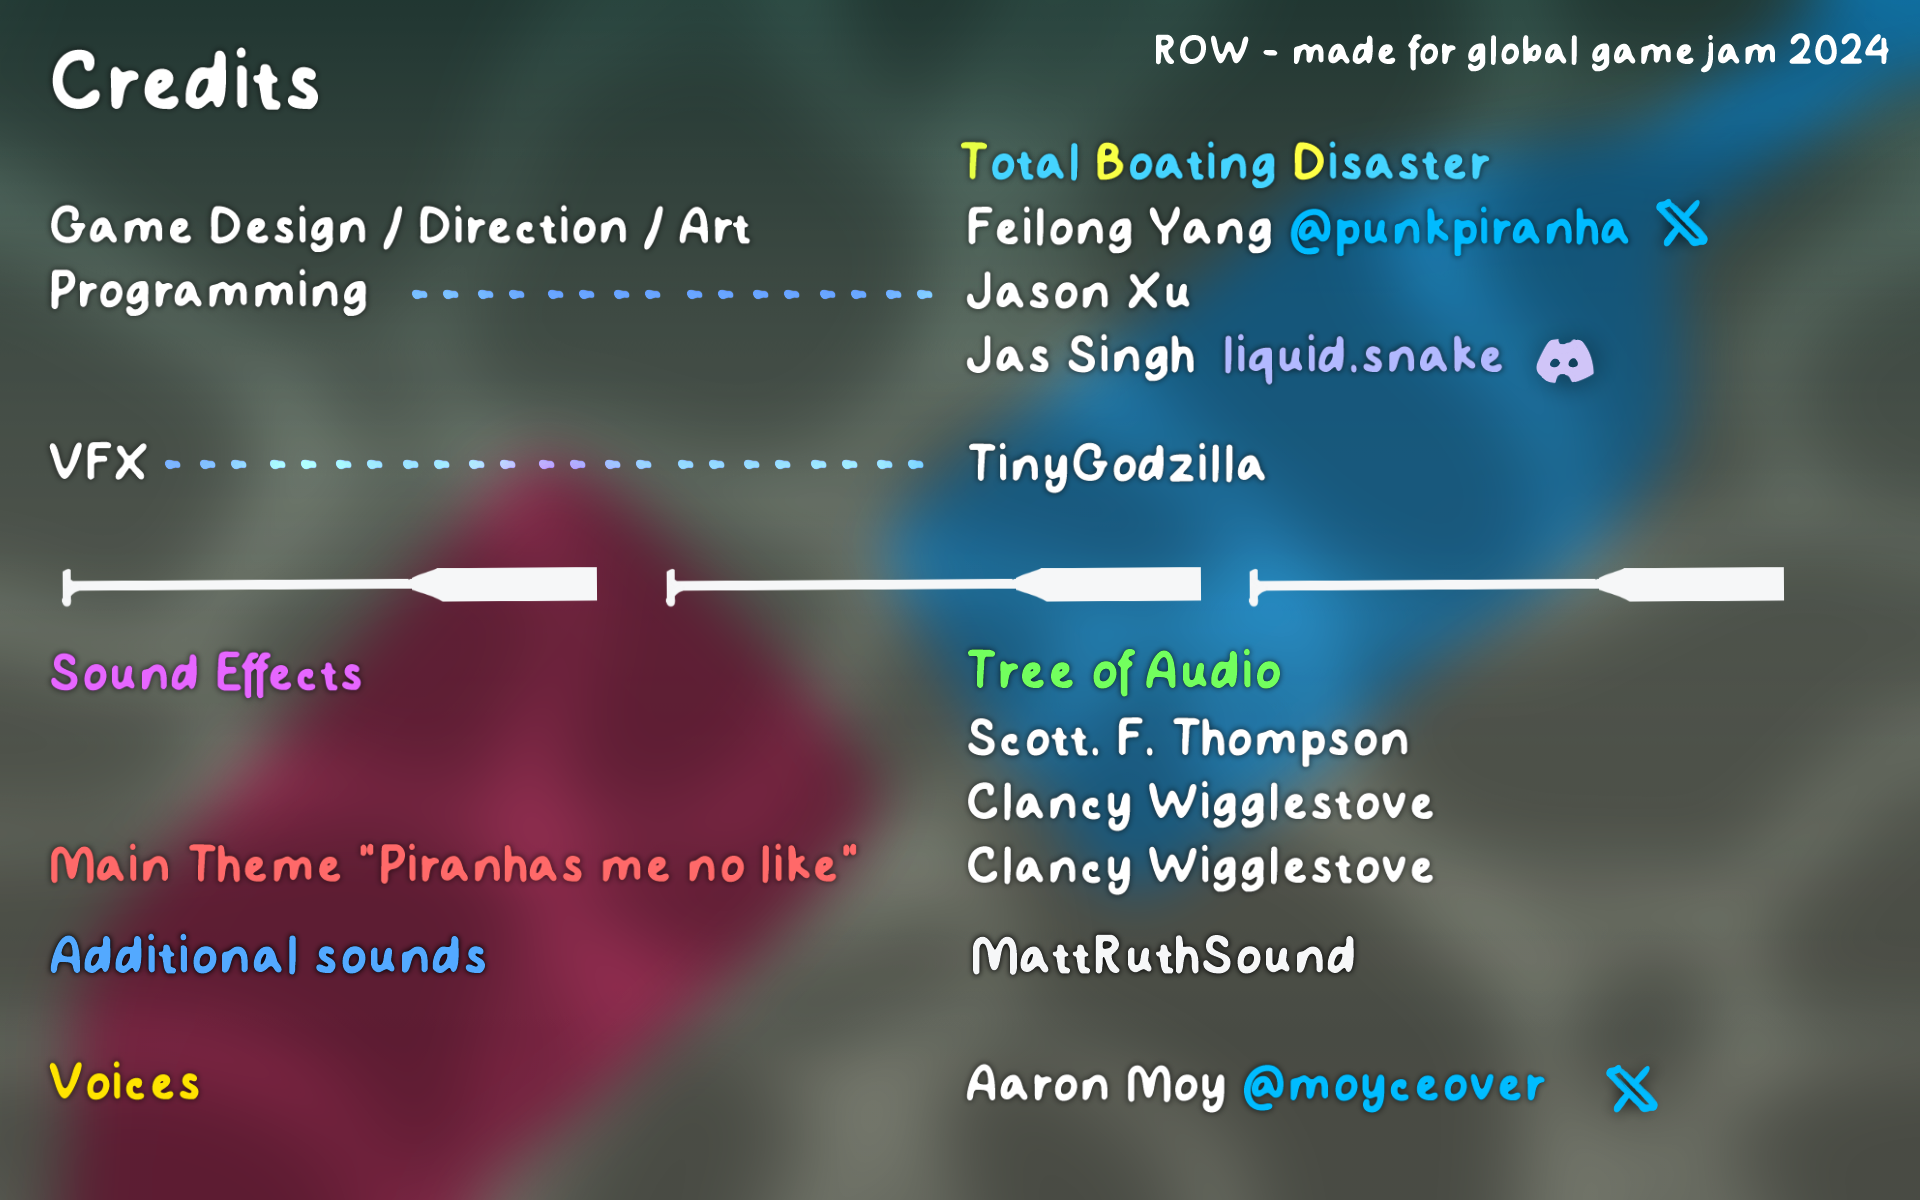 Credits
ROW - made for global game jam 2024
Total Boating Disaster
Game Design / Direction / Art
Feilong Yang @punkpiranha
Programming
Jason Xu
Jas Singh liquid.snake
VFX
TinyGodzilla
Sound Effects
Tree of Audio
Scott. F. Thompson
Clancy Wigglestove
Main Theme "Piranhas me no like"
Clancy Wigglestove
Additional sounds
MattRuthSound
Voices
Aaron Moy @moyceover